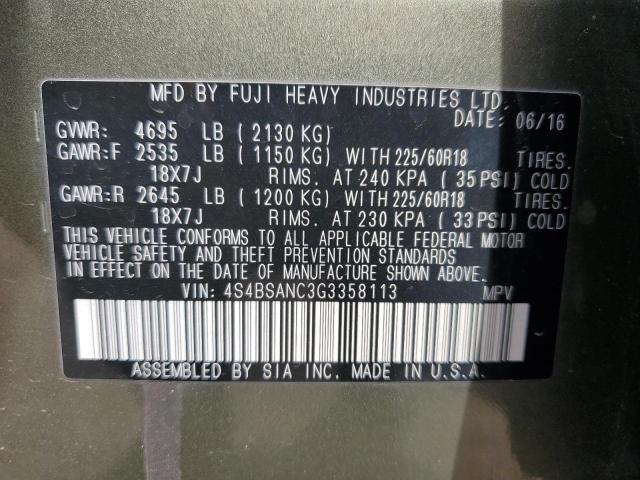 MFD BY FUJI HEAVY INDUSTRIES LTD.
DATE: 06/16
GVWR: 4695 LB ( 2130 KG)
GAWR:F 2535 LB ( 1150 KG) WITH 225/60R18 TIRES.
18X7J RIMS. AT 240 KPA ( 35 PSI) COLD
GAWR:R 2645 LB ( 1200 KG) WITH 225/60R18 TIRES.
18X7J RIMS. AT 230 KPA ( 33 PSI) COLD
THIS VEHICLE CONFORMS TO ALL APPLICABLE FEDERAL MOTOR
VEHICLE SAFETY AND THEFT PREVENTION STANDARDS
IN EFFECT ON THE DATE OF MANUFACTURE SHOWN ABOVE.
VIN: 4S4BSANC3G3358113 MPV
ASSEMBLED BY SIA INC. MADE IN U.S.A.